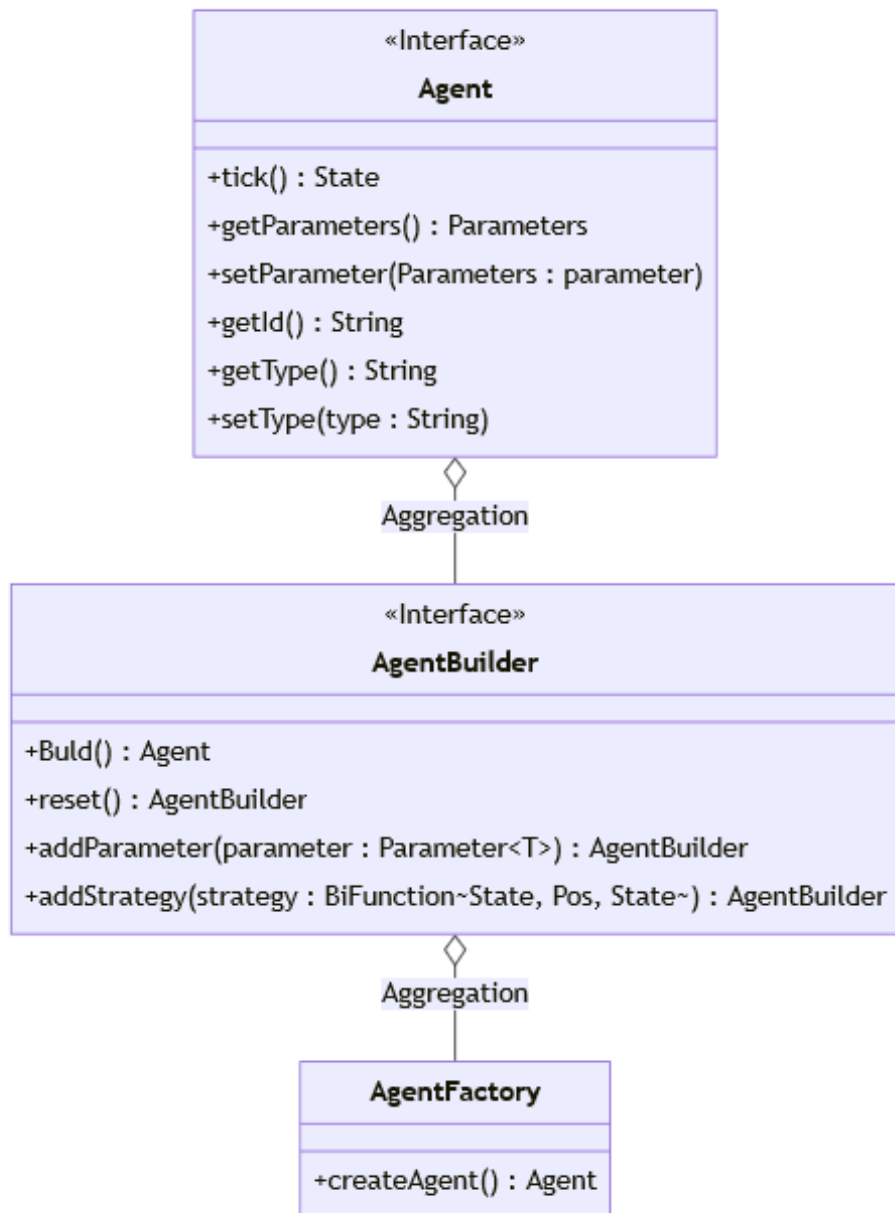 «Interface»
Agent
+tick() : State
+getParameters() : Parameters
+setParameter(Parameters : parameter)
+getId() : String
+getType() : String
+setType(type : String)
Aggregation
«Interface»
AgentBuilder
+Buld() : Agent
+reset() : AgentBuilder
+addParameter(parameter : Parameter<T>) : AgentBuilder
+addStrategy(strategy : BiFunction~State, Pos, State~) : AgentBuilder
Aggregation
AgentFactory
+createAgent() : Agent